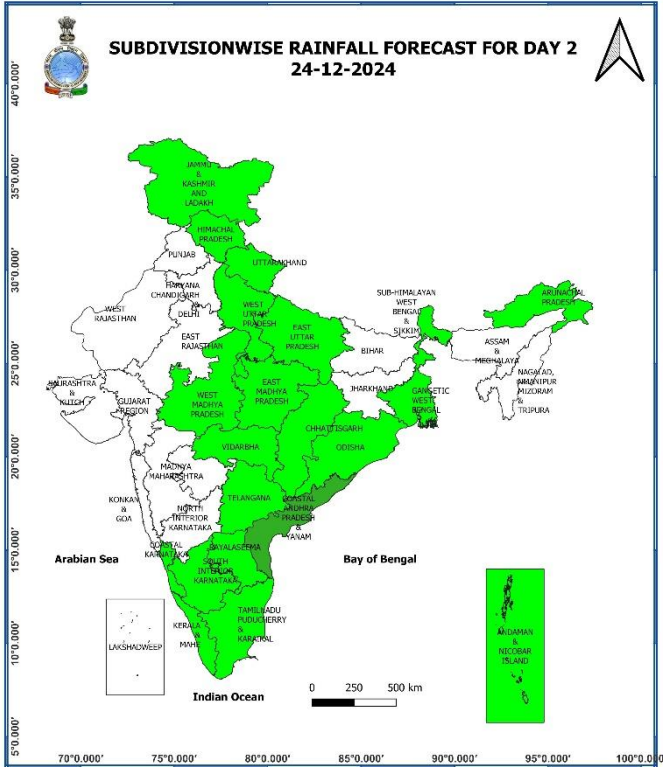 SUBDIVISIONWISE RAINFALL FORECAST FOR DAY 2
24-12-2024
40°0.000'
35°0.000'
30°0.000'
25°0.000'
20°0.000'
15°0.000'
10°0.000'
5°0.000'
JAMMU
&
KASHMIR
AND
LADAKH
HIMACHAL
PRADESH
PUNJAB
UTTARAKHAND
HARYANA
CHANDIGARH
&
DELHI
WEST
RAJASTHAN
EAST
RAJASTHAN
WEST
UTTAR
PRADESH
EAST
UTTAR
PRADESH
SUB-HIMALAYAN
WEST
BENGAL
&
SIKKIM
ARUNACHAL
PRADESH
ASSAM
&
MEGHALAYA
BIHAR
JHARKHAND
GANGETIC
WEST
BENGAL
MANIPUR
MIZORAM
&
TRIPURA
SAURASHTRA
&
KUTCH
GUJARAT
REGION
WEST
MADHYA
PRADESH
EAST
MADHYA
PRADESH
CHHATTISGARH
ODISHA
VIDARBHA
MADHYA
MAHARASHTRA
KONKAN
&
GOA
NORTH
INTERIOR
KARNATAKA
TELANGANA
COASTAL
ANDHRA
PRADESH
&
YANAM
COASTAL
KARNATAKA
RAYALASEEMA
SOUTH
INTERIOR
KARNATAKA
Arabian Sea
Bay of Bengal
LAKSHADWEEP
KERALA
&
MAHE
PUDUCHERRY
&
KARAIKAL
ANDAMAN
&
NICOBAR
ISLAND
Indian Ocean
0 250 500 km
70°0.000' 75°0.000' 80°0.000' 85°0.000' 90°0.000' 95°0.000'